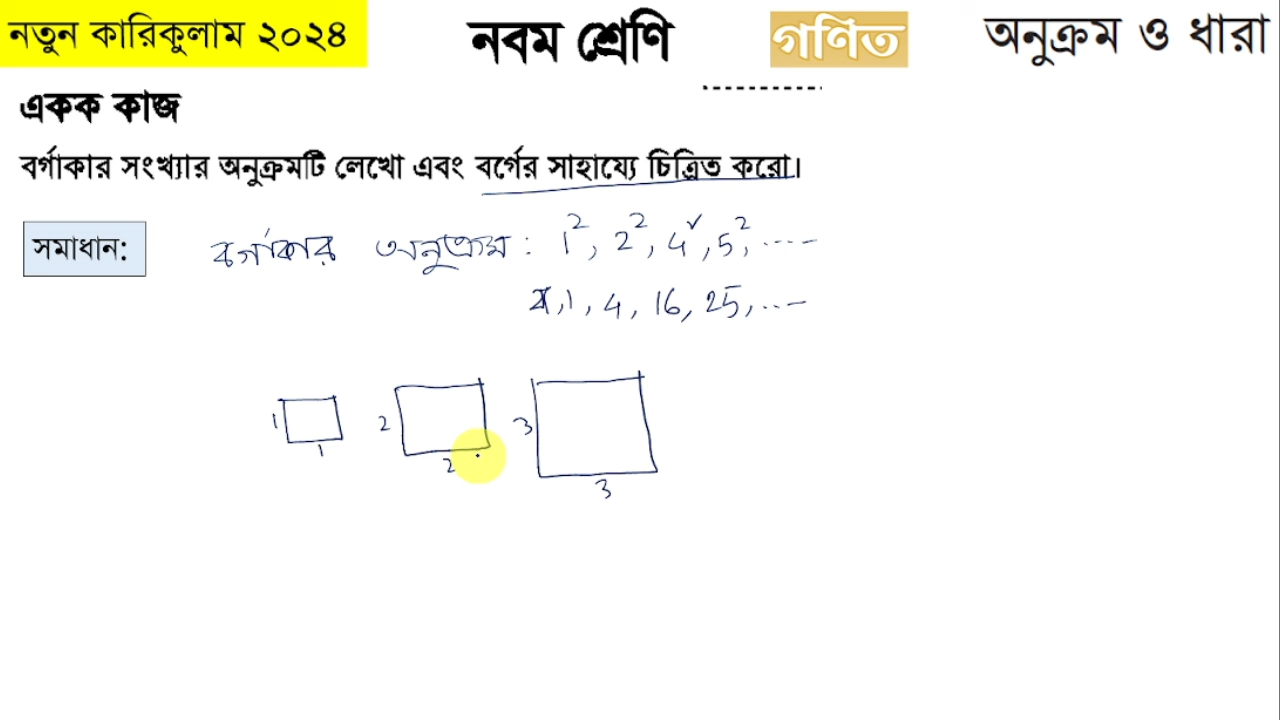 নতুন কারিকুলাম ২০২৪ নবম শ্রেণি গণিত অনুক্রম ও ধারা
একক কাজ
বর্গাকার সংখ্যার অনুক্রমটি লেখো এবং বর্গের সাহায্যে চিত্রিত করো।
সমাধান: বর্গাকার অনুক্রম : 1², 2², 4², 5², ....
1, 4, 16, 25, ....
1 2 3
1 2 3